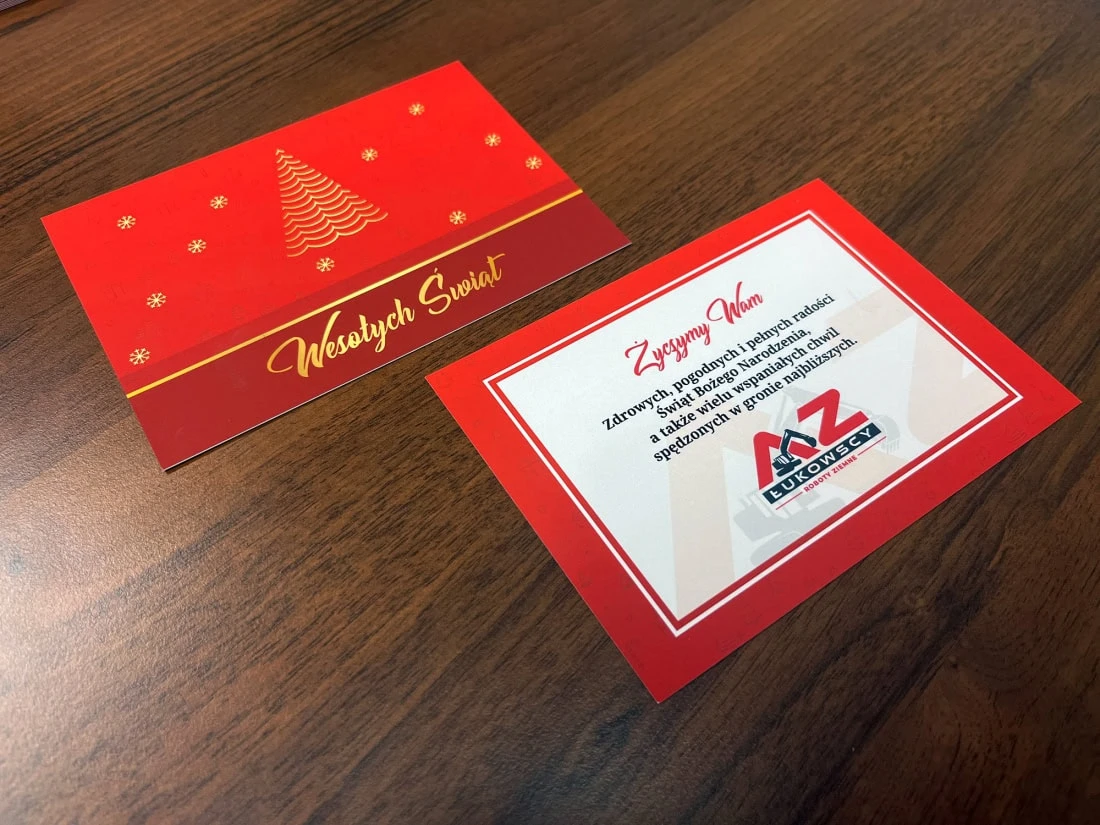 Wesołych Świąt
Życzymy Wam
Zdrowych, pogodnych i pełnych radości
Świąt Bożego Narodzenia,
a także wielu wspaniałych chwil
spędzonych w gronie najbliższych.
AZ
ŁUKOWSCY
ROBOTY ZIEMNE